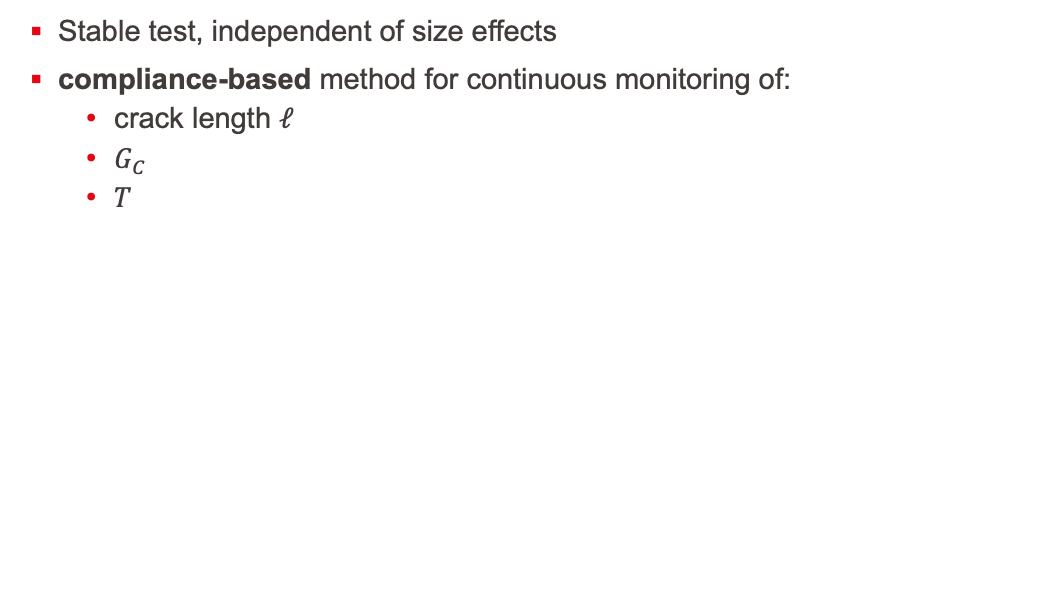 ▪ Stable test, independent of size effects
▪ compliance-based method for continuous monitoring of:
• crack length ℓ
• G_C
• T